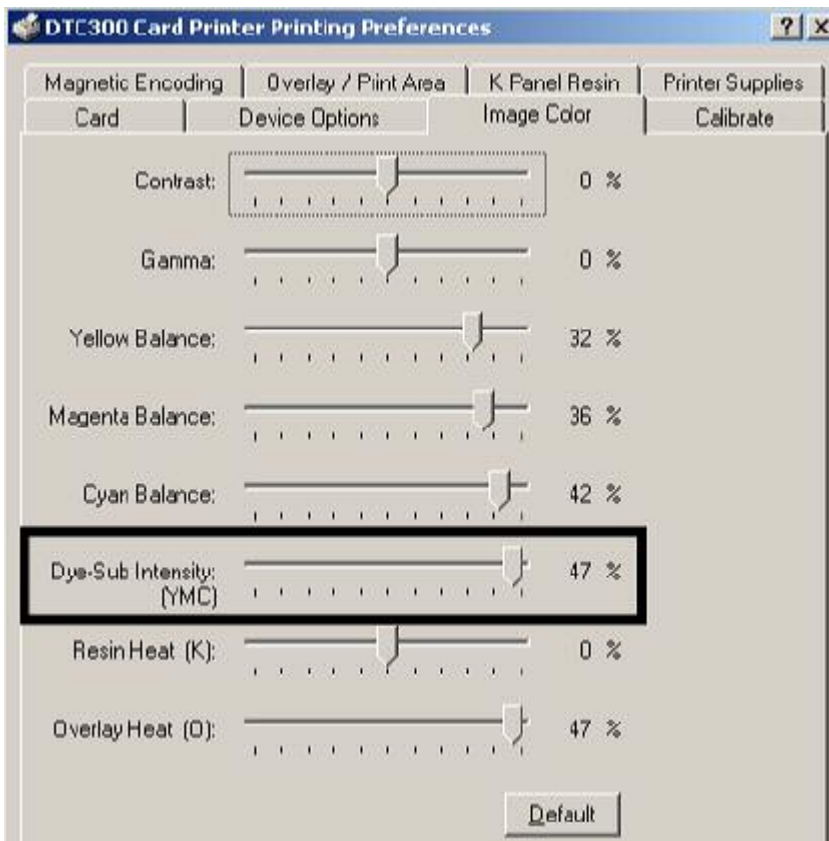 DTC300 Card Printer Printing Preferences
Magnetic Encoding Overlay / Print Area K Panel Resin Printer Supplies
Card Device Options Image Color Calibrate
Contrast: 0 %
Gamma: 0 %
Yellow Balance: 32 %
Magenta Balance: 36 %
Cyan Balance: 42 %
Dye-Sub Intensity: 47 %
(YMC)
Resin Heat (K): 0 %
Overlay Heat (O): 47 %
Default